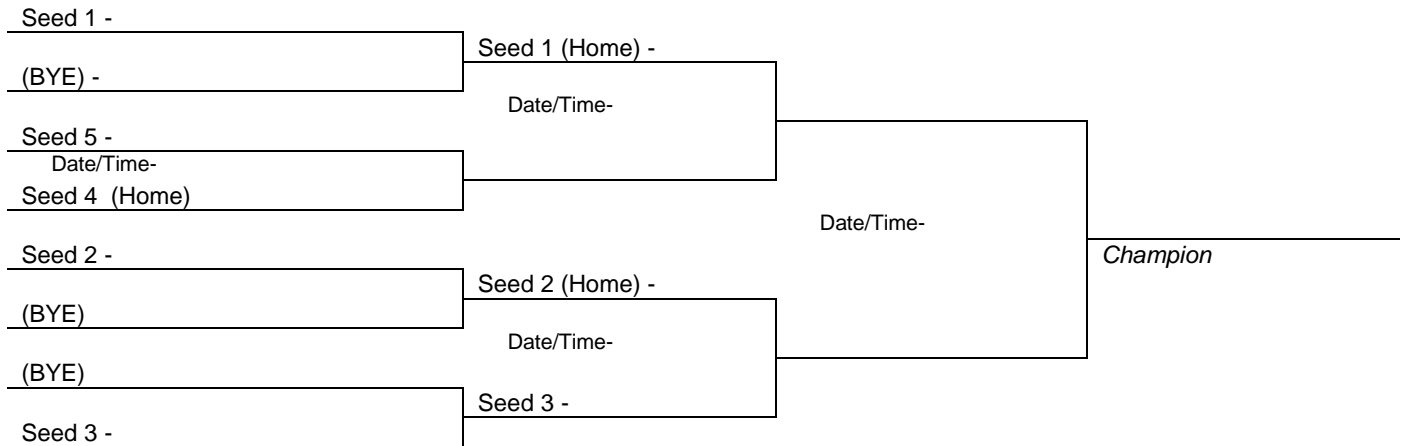 Seed 1 -
Seed 1 (Home) -
(BYE) -
Date/Time-
Seed 5 -
Date/Time-
Seed 4 (Home)
Date/Time-
Seed 2 -
Champion
Seed 2 (Home) -
(BYE)
Date/Time-
(BYE)
Seed 3 -
Seed 3 -